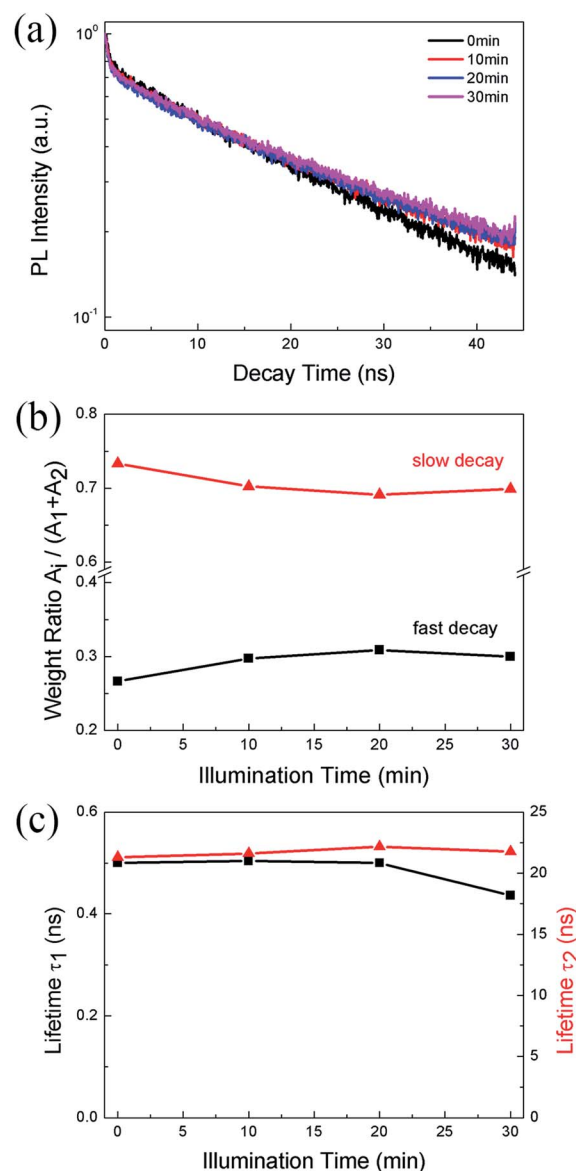 (a)
10⁰
0min
10min
20min
30min
PL Intensity (a.u.)
10⁻¹
0 10 20 30 40
Decay Time (ns)
(b)
0.8
0.7
0.6
0.4
0.3
0.2
slow decay
fast decay
Weight Ratio Aᵢ / (A₁+A₂)
0 5 10 15 20 25 30
Illumination Time (min)
(c)
0.6
0.4
0.2
0.0
Lifetime τ₁ (ns)
25
20
15
10
5
0
Lifetime τ₂ (ns)
0 5 10 15 20 25 30
Illumination Time (min)